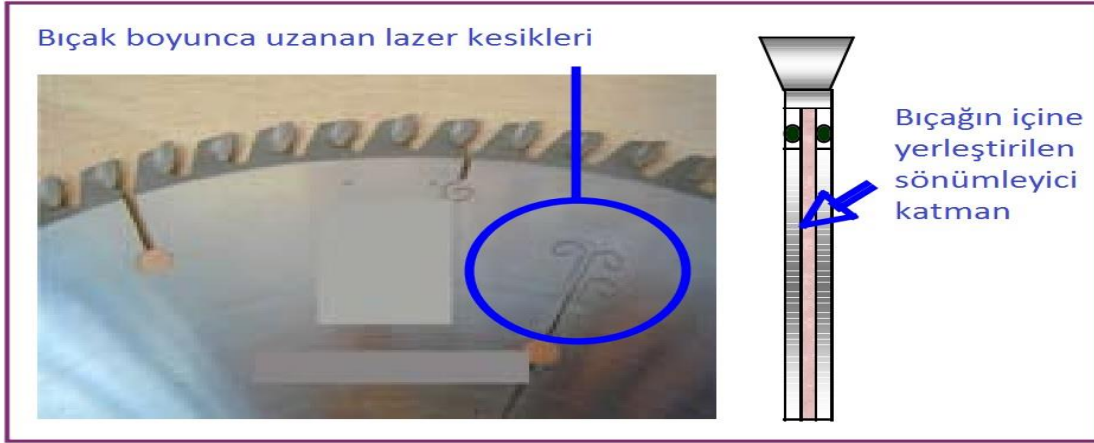 Bıçak boyunca uzanan lazer kesikleri
Bıçağın içine
yerleştirilen
sönümleyici
katman